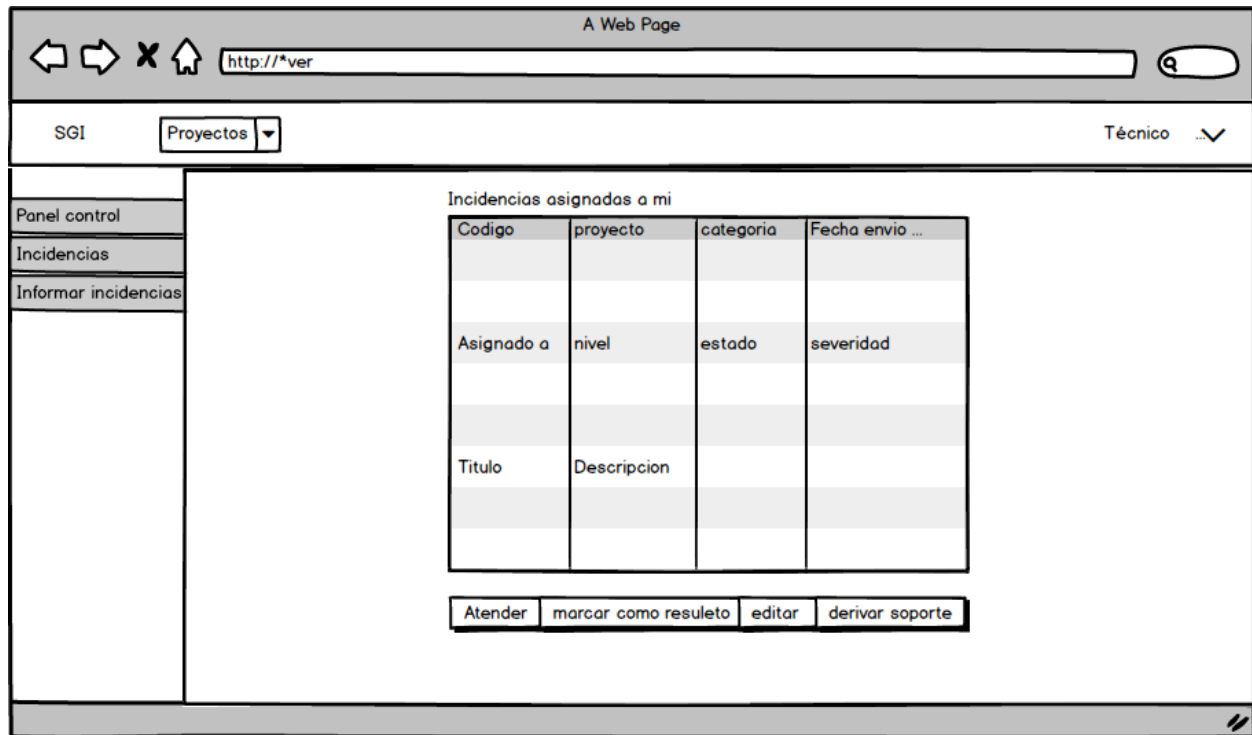 A Web Page
http://*ver
SGI Proyectos Técnico ...
Panel control
Incidencias
Informar incidencias
Incidencias asignadas a mi
Codigo proyecto categoria Fecha envio ...
Asignado a nivel estado severidad
Titulo Descripcion
Atender marcar como resuleto editar derivar soporte